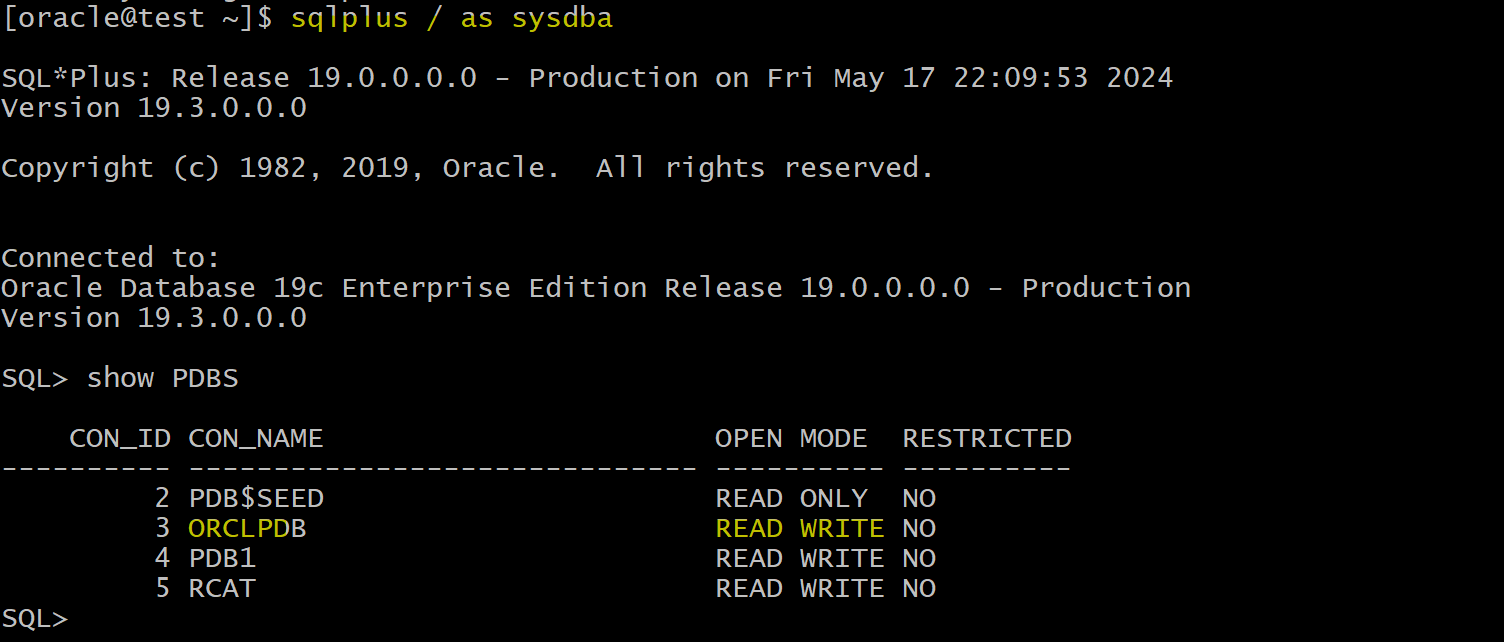 [oracle@test ~]$ sqlplus / as sysdba
SQL*Plus: Release 19.0.0.0.0 - Production on Fri May 17 22:09:53 2024
Version 19.3.0.0.0
Copyright (c) 1982, 2019, Oracle.  All rights reserved.
Connected to:
Oracle Database 19c Enterprise Edition Release 19.0.0.0.0 - Production
Version 19.3.0.0.0
SQL> show PDBS
    CON_ID CON_NAME                       OPEN MODE  RESTRICTED
---------- ------------------------------ ---------- ----------
         2 PDB$SEED                       READ ONLY  NO
         3 ORCLPDB                        READ WRITE NO
         4 PDB1                           READ WRITE NO
         5 RCAT                           READ WRITE NO
SQL>